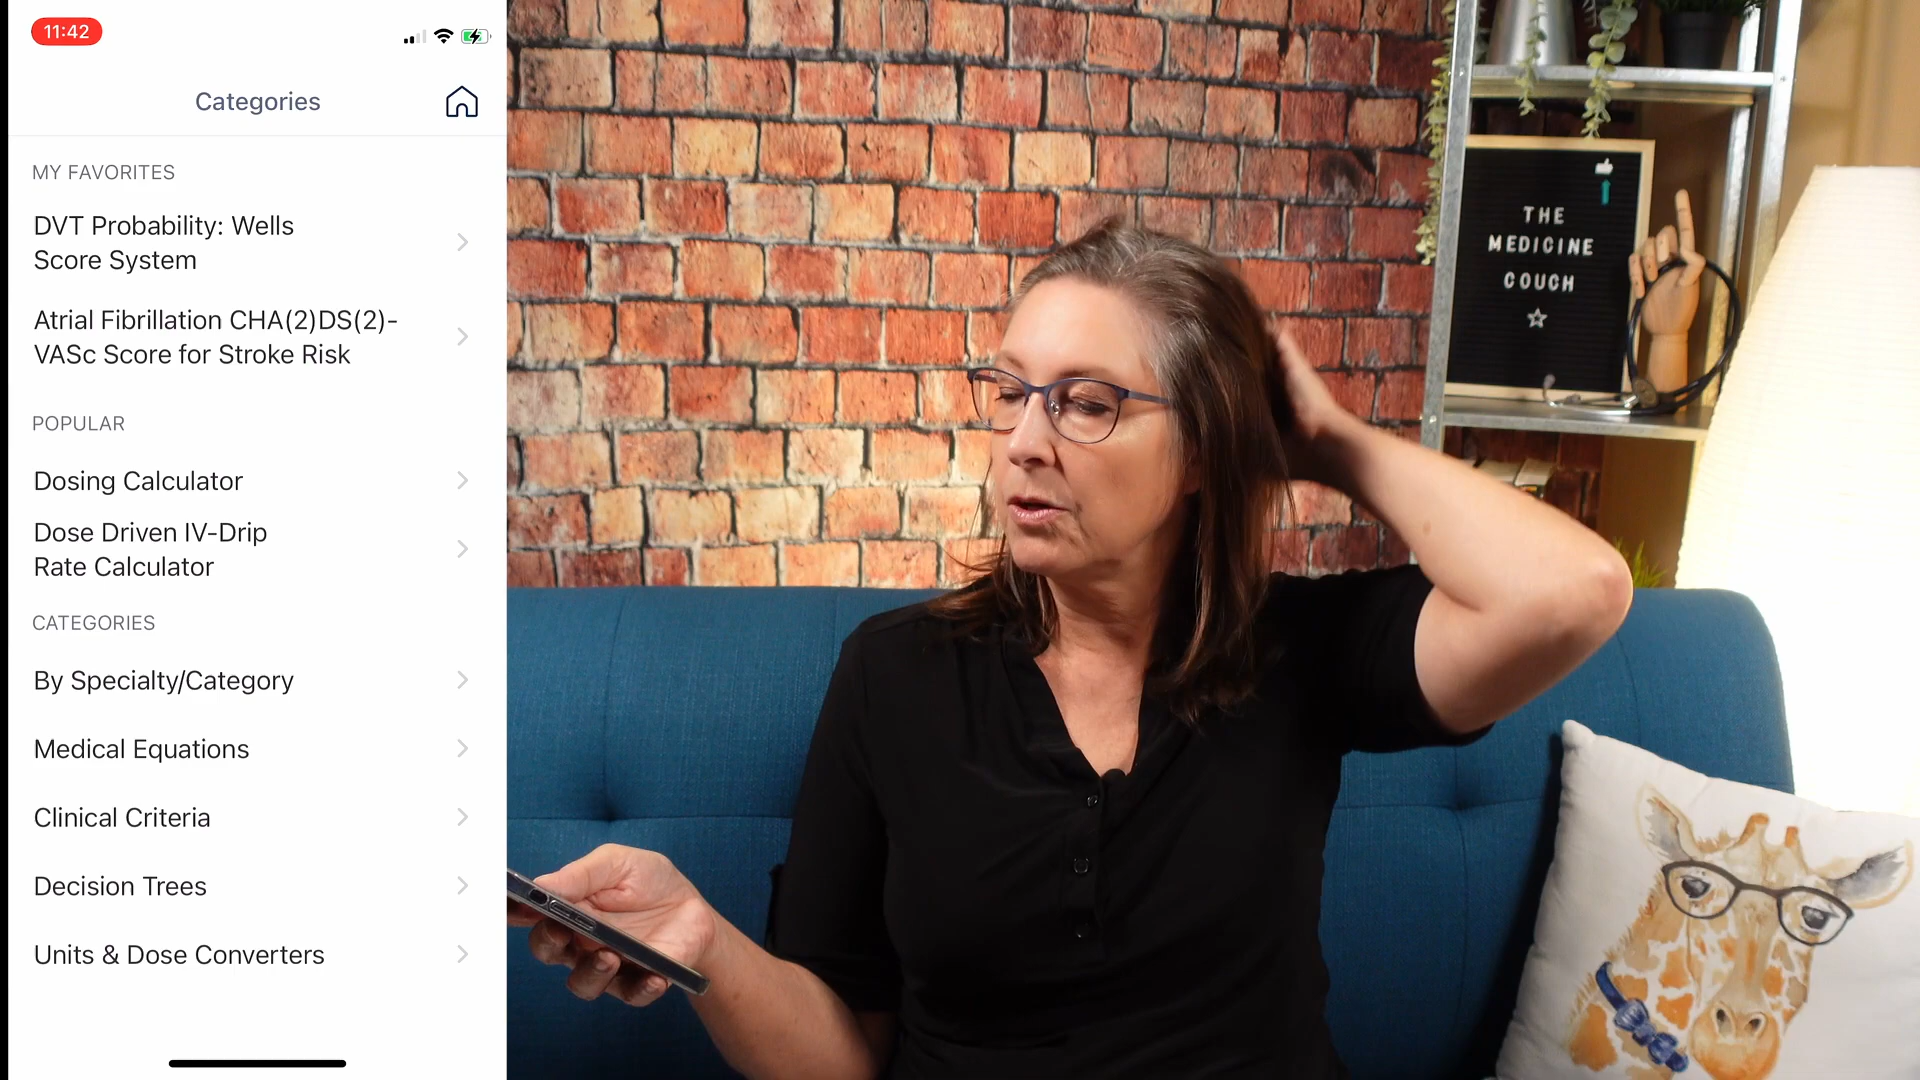 11:42
Categories
MY FAVORITES
DVT Probability: Wells
Score System
Atrial Fibrillation CHA(2)DS(2)-
VASc Score for Stroke Risk
POPULAR
Dosing Calculator
Dose Driven IV-Drip
Rate Calculator
CATEGORIES
By Specialty/Category
Medical Equations
Clinical Criteria
Decision Trees
Units & Dose Converters
THE
MEDICINE
COUCH